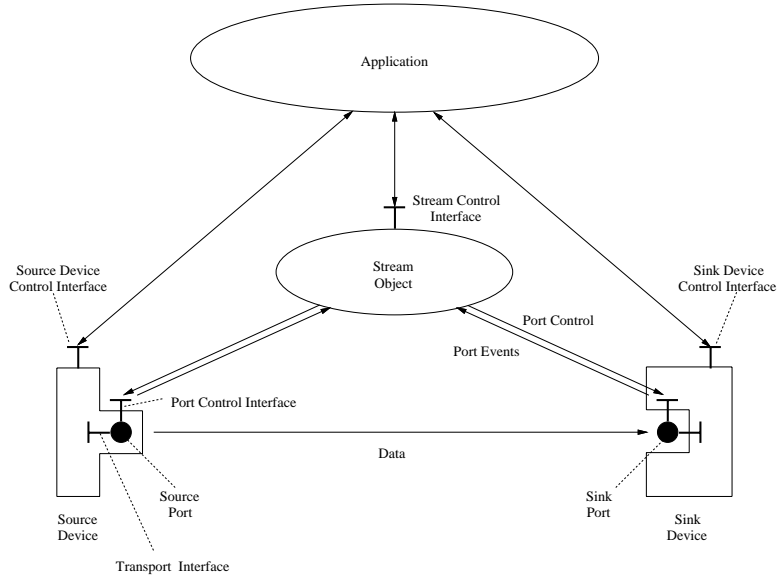 Application
Stream Control
Interface
Source Device
Control Interface
Stream
Object
Sink Device
Control Interface
Port Control
Port Events
Port Control Interface
Data
Source
Port
Sink
Port
Source
Device
Sink
Device
Transport Interface